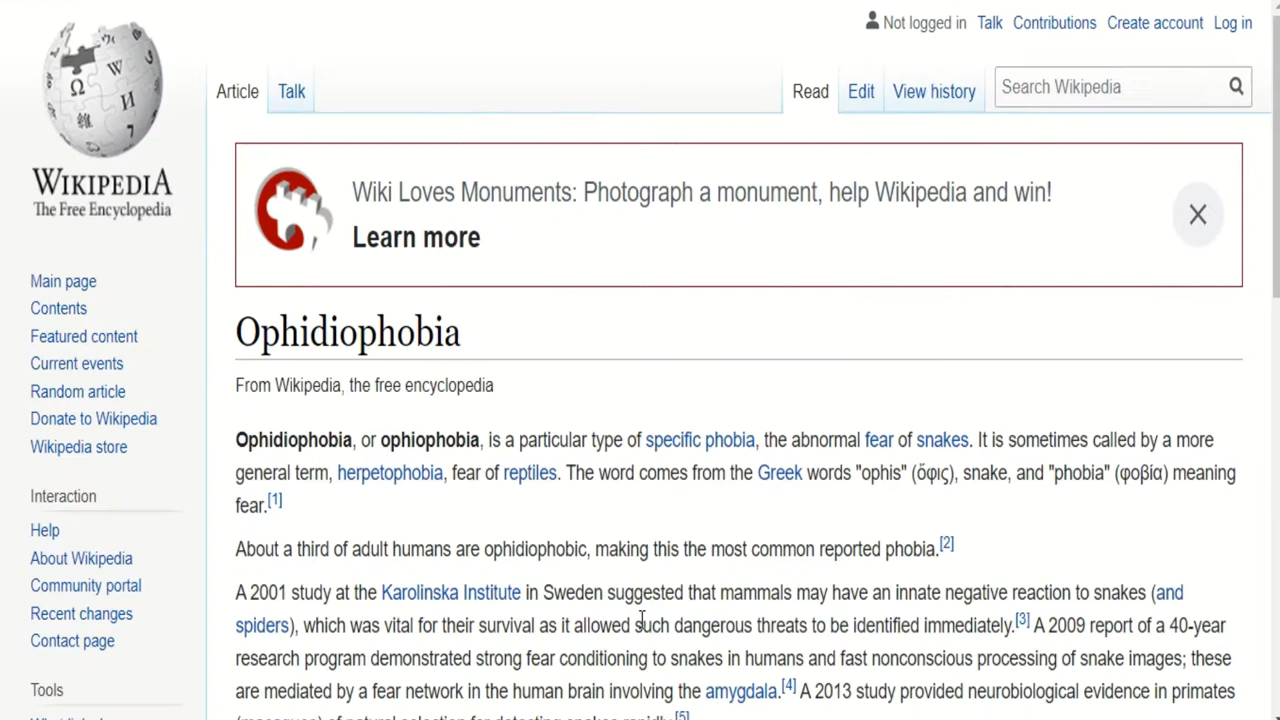 Not logged in Talk Contributions Create account Log in
Article Talk Read Edit View history Search Wikipedia
WIKIPEDIA
The Free Encyclopedia
Wiki Loves Monuments: Photograph a monument, help Wikipedia and win!
Learn more
Main page
Contents
Featured content
Current events
Random article
Donate to Wikipedia
Wikipedia store
Interaction
Help
About Wikipedia
Community portal
Recent changes
Contact page
Tools
Ophidiophobia
From Wikipedia, the free encyclopedia
Ophidiophobia, or ophiophobia, is a particular type of specific phobia, the abnormal fear of snakes. It is sometimes called by a more
general term, herpetophobia, fear of reptiles. The word comes from the Greek words "ophis" (ὄφις), snake, and "phobia" (φοβία) meaning
fear.[1]
About a third of adult humans are ophidiophobic, making this the most common reported phobia.[2]
A 2001 study at the Karolinska Institute in Sweden suggested that mammals may have an innate negative reaction to snakes (and
spiders), which was vital for their survival as it allowed such dangerous threats to be identified immediately.[3] A 2009 report of a 40-year
research program demonstrated strong fear conditioning to snakes in humans and fast nonconscious processing of snake images; these
are mediated by a fear network in the human brain involving the amygdala.[4] A 2013 study provided neurobiological evidence in primates